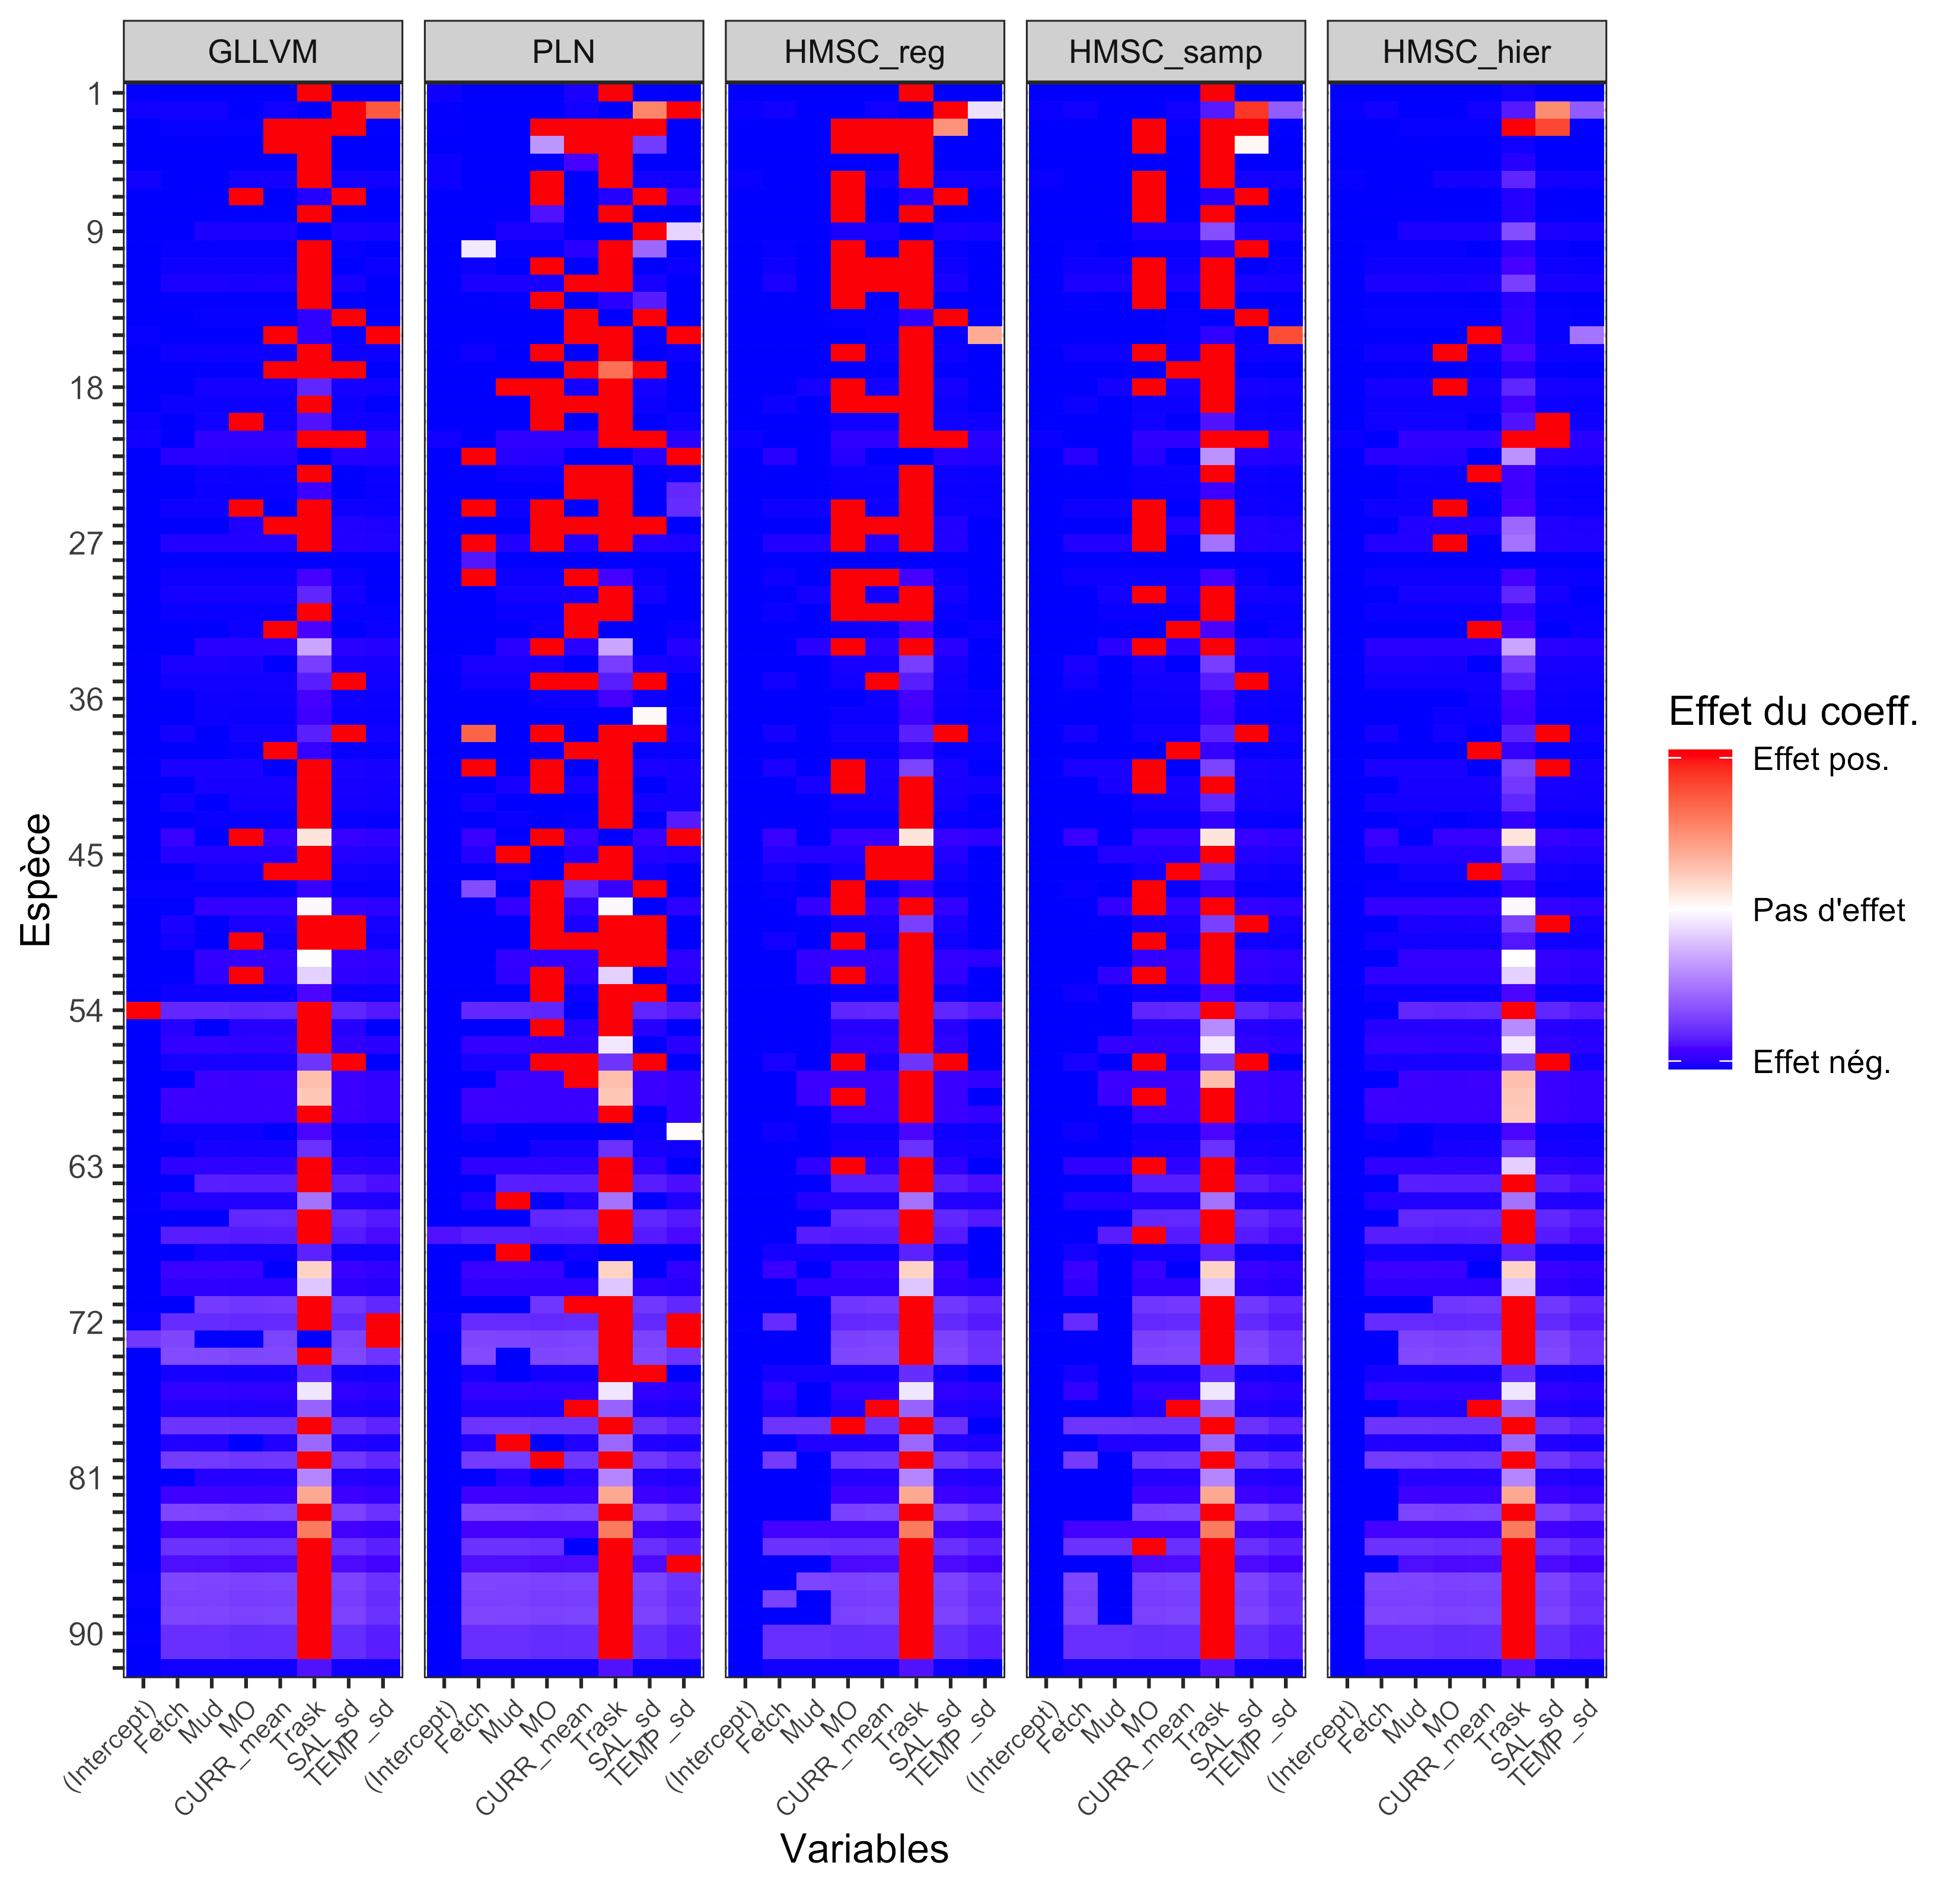 GLLVM PLN HMSC_reg HMSC_samp HMSC_hier
1
9
18
27
36
45
54
63
72
81
90
Espèce
(Intercept) Fetch Mud MO CURR_mean Trask SAL_sd TEMP_sd
(Intercept) Fetch Mud MO CURR_mean Trask SAL_sd TEMP_sd
(Intercept) Fetch Mud MO CURR_mean Trask SAL_sd TEMP_sd
(Intercept) Fetch Mud MO CURR_mean Trask SAL_sd TEMP_sd
(Intercept) Fetch Mud MO CURR_mean Trask SAL_sd TEMP_sd
Variables
Effet du coeff.
Effet pos.
Pas d'effet
Effet nég.